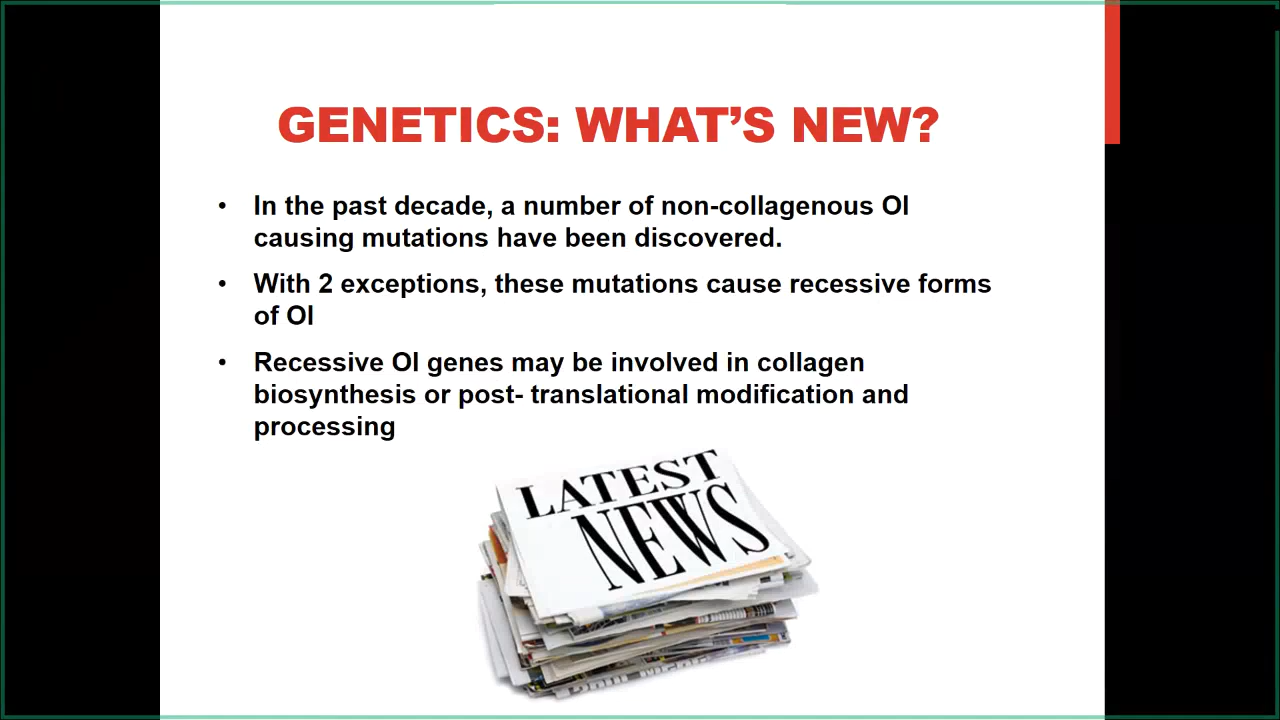 GENETICS: WHAT’S NEW?
• In the past decade, a number of non-collagenous OI
causing mutations have been discovered.
• With 2 exceptions, these mutations cause recessive forms
of OI
• Recessive OI genes may be involved in collagen
biosynthesis or post- translational modification and
processing
LATEST
NEWS